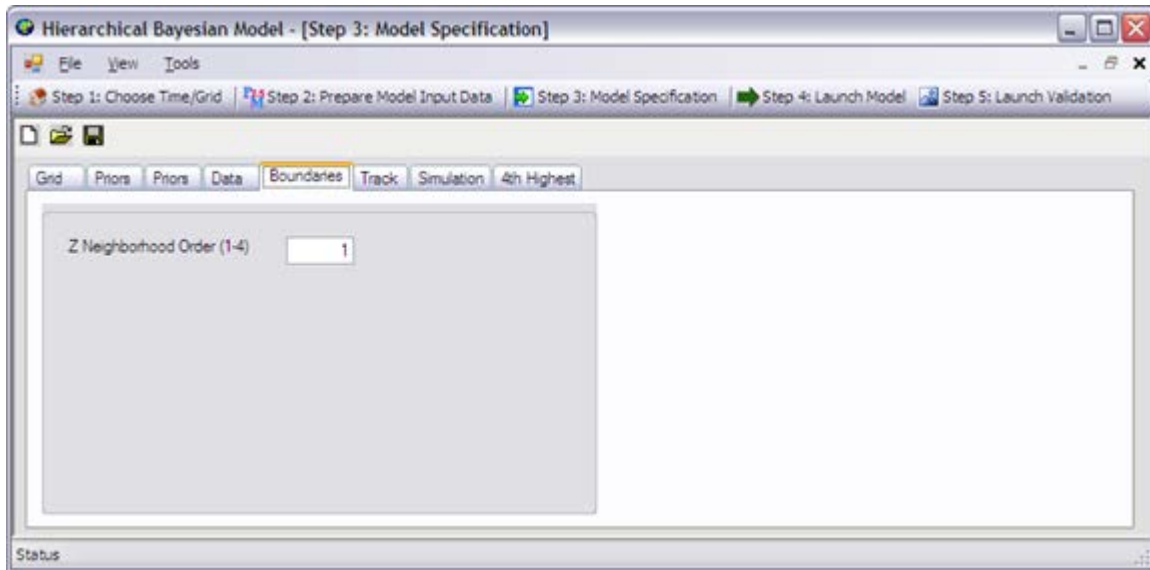 Hierarchical Bayesian Model - [Step 3: Model Specification]
File View Tools
Step 1: Choose Time/Grid Step 2: Prepare Model Input Data Step 3: Model Specification Step 4: Launch Model Step 5: Launch Validation
Grid Priors Priors Data Boundaries Track Simulation 4th Highest
Z Neighborhood Order (1-4) 1
Status